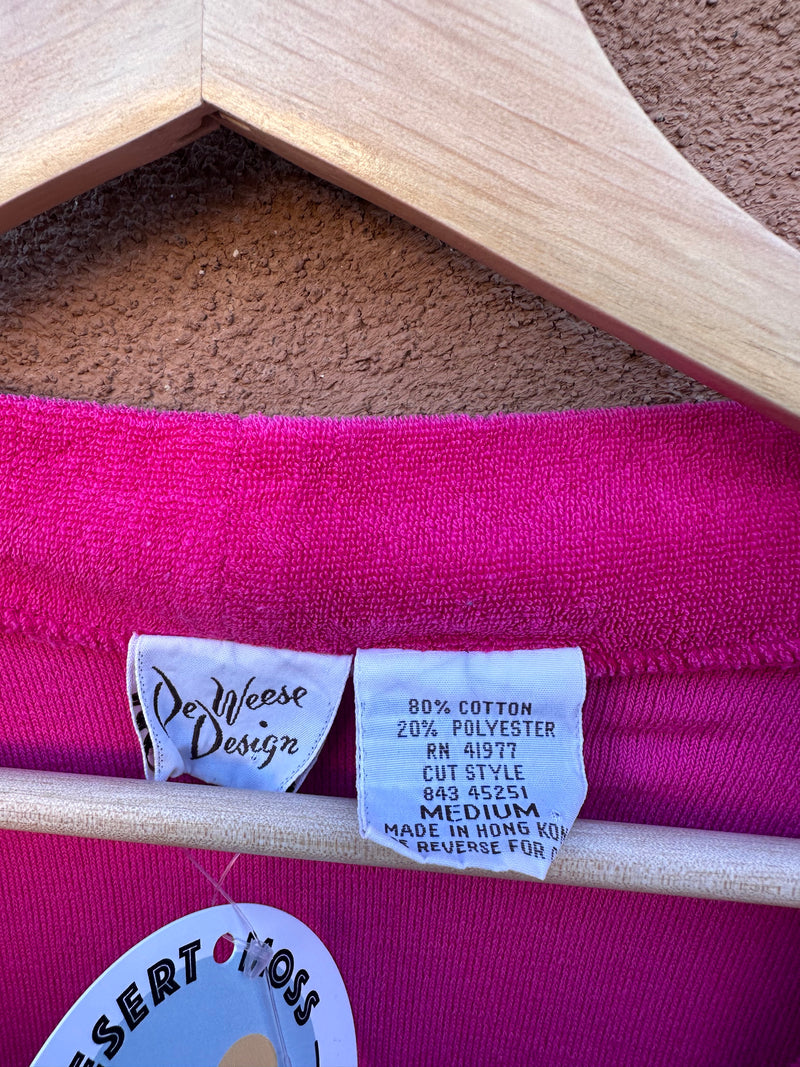 DeWeese
Design
80% COTTON
20% POLYESTER
RN 41977
CUT STYLE
843 45251
MEDIUM
MADE IN HONG
REVERSE FOR
DESERT MOSS